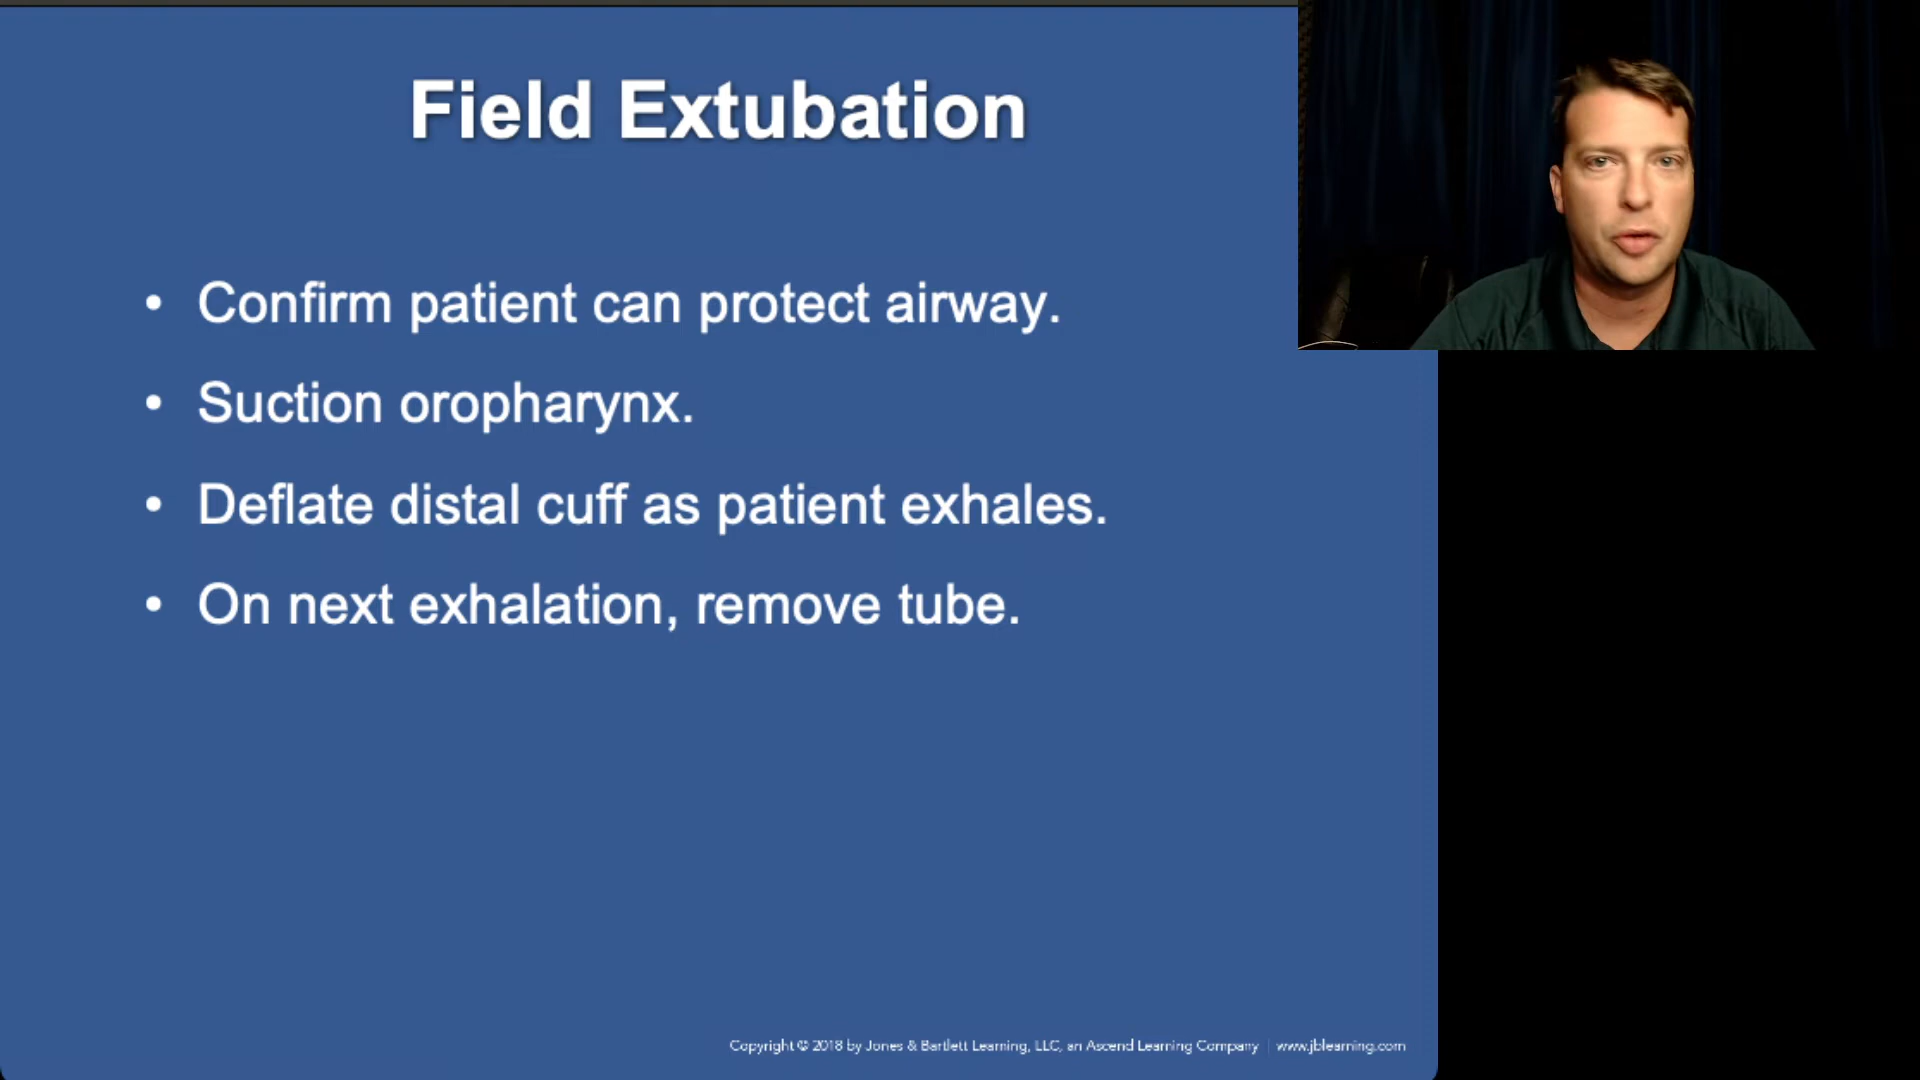 Field Extubation
• Confirm patient can protect airway.
• Suction oropharynx.
• Deflate distal cuff as patient exhales.
• On next exhalation, remove tube.
Copyright © 2018 by Jones & Bartlett Learning, LLC, an Ascend Learning Company | www.jblearning.com